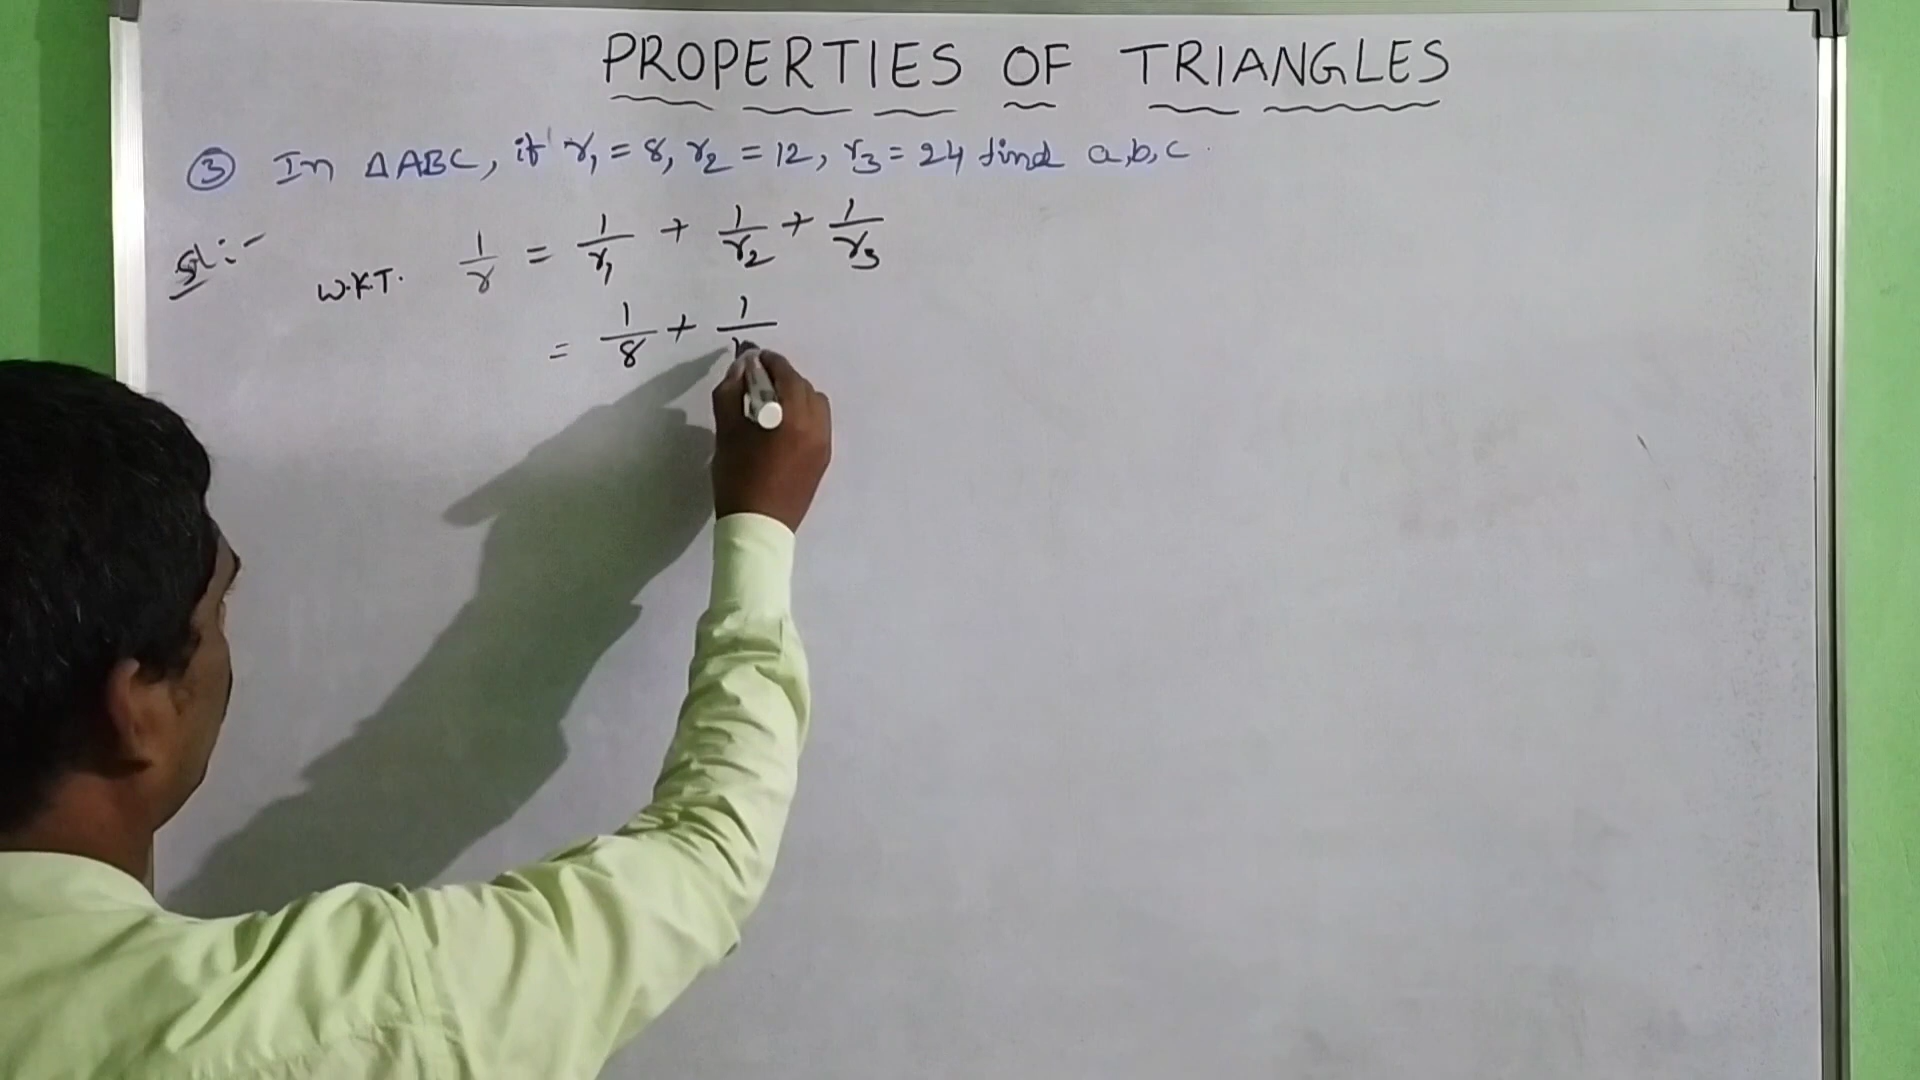 PROPERTIES OF TRIANGLES
③ In ΔABC, if r₁ = 8, r₂ = 12, r₃ = 24 find a,b,c.
Sol:-
W.K.T. 1/r = 1/r₁ + 1/r₂ + 1/r₃
= 1/8 + 1/